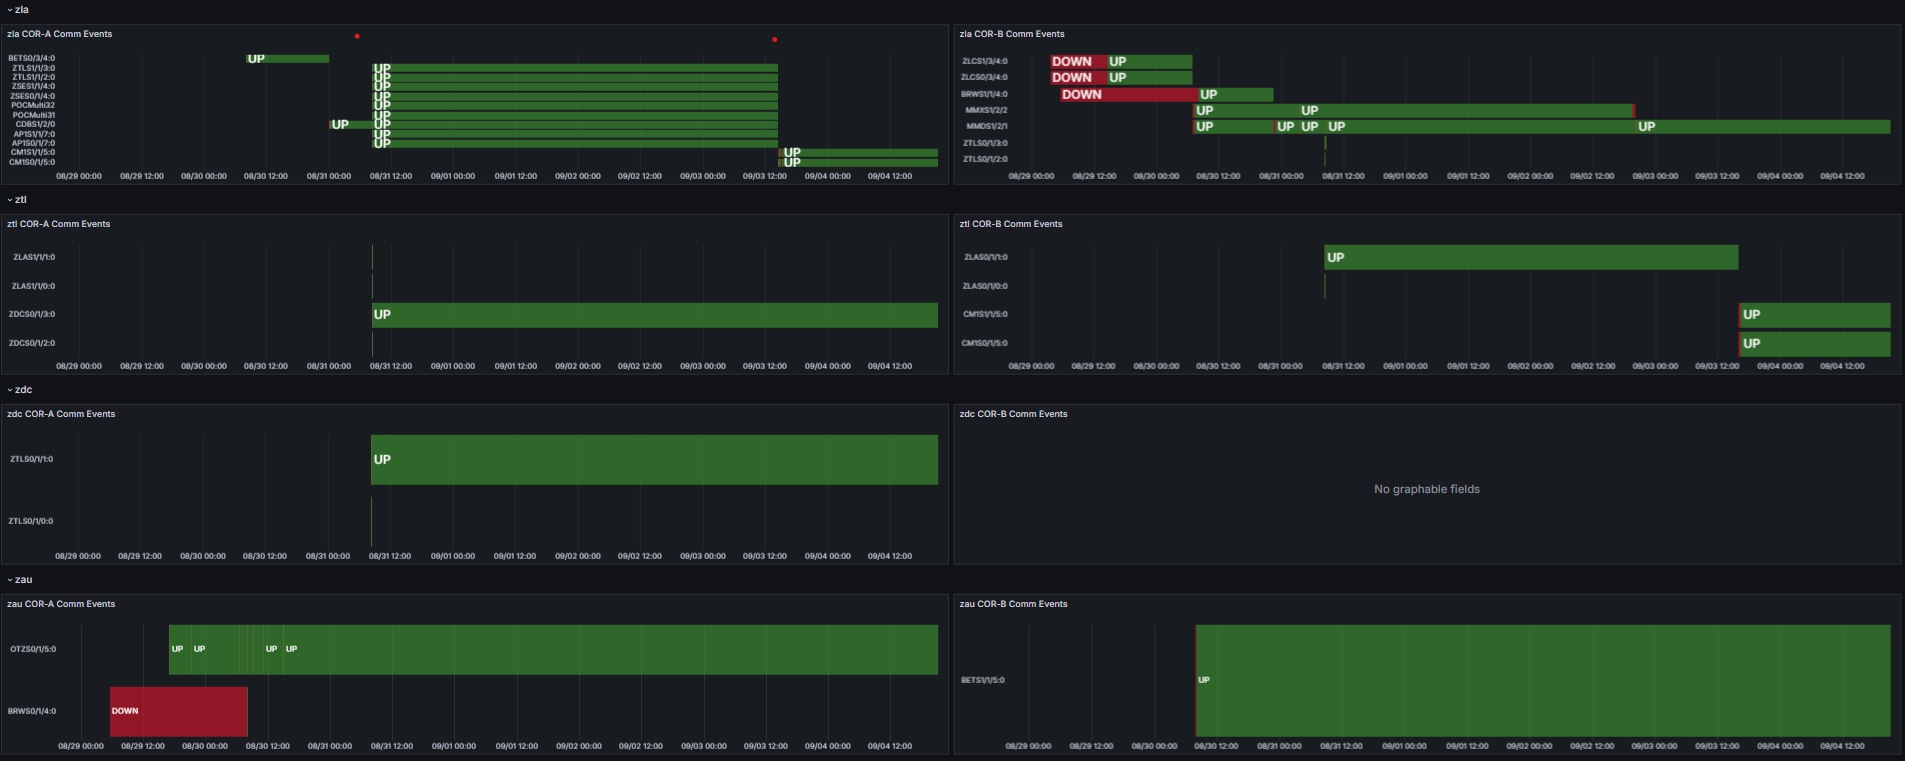 zla
zla COR-A Comm Events
BETS0/3/4:0
ZTLS1/1/3:0
ZTLS1/1/2:0
ZSES1/1/4:0
ZSES0/1/4:0
POCMulti32
POCMulti31
CDBS1/2/0
AP1S1/1/7:0
AP1S0/1/7:0
CM1S1/1/5:0
CM1S0/1/5:0
UP
UP
UP
UP
UP
UP
UP
UP
UP UP
UP
UP
UP
UP
08/29 00:00 08/29 12:00 08/30 00:00 08/30 12:00 08/31 00:00 08/31 12:00 09/01 00:00 09/01 12:00 09/02 00:00 09/02 12:00 09/03 00:00 09/03 12:00 09/04 00:00 09/04 12:00
zla COR-B Comm Events
ZLCS1/3/4:0 DOWN UP
ZLCS0/3/4:0 DOWN UP
BRWS1/1/4:0 DOWN UP
MMXS1/2/2 UP UP
MMDS1/2/1 UP UP UP UP UP
ZTLS0/1/3:0
ZTLS0/1/2:0
08/29 00:00 08/29 12:00 08/30 00:00 08/30 12:00 08/31 00:00 08/31 12:00 09/01 00:00 09/01 12:00 09/02 00:00 09/02 12:00 09/03 00:00 09/03 12:00 09/04 00:00 09/04 12:00
ztl
ztl COR-A Comm Events
ZLAS1/1/1:0
ZLAS1/1/0:0
ZDCS0/1/3:0 UP
ZDCS0/1/2:0
08/29 00:00 08/29 12:00 08/30 00:00 08/30 12:00 08/31 00:00 08/31 12:00 09/01 00:00 09/01 12:00 09/02 00:00 09/02 12:00 09/03 00:00 09/03 12:00 09/04 00:00 09/04 12:00
ztl COR-B Comm Events
ZLAS0/1/1:0 UP
ZLAS0/1/0:0
CM1S1/1/5:0 UP
CM1S0/1/5:0 UP
08/29 00:00 08/29 12:00 08/30 00:00 08/30 12:00 08/31 00:00 08/31 12:00 09/01 00:00 09/01 12:00 09/02 00:00 09/02 12:00 09/03 00:00 09/03 12:00 09/04 00:00 09/04 12:00
zdc
zdc COR-A Comm Events
ZTLS0/1/1:0 UP
ZTLS0/1/0:0
08/29 00:00 08/29 12:00 08/30 00:00 08/30 12:00 08/31 00:00 08/31 12:00 09/01 00:00 09/01 12:00 09/02 00:00 09/02 12:00 09/03 00:00 09/03 12:00 09/04 00:00 09/04 12:00
zdc COR-B Comm Events
No graphable fields
zau
zau COR-A Comm Events
OTZS0/1/5:0 UP UP UP UP
BRWS0/1/4:0 DOWN
08/29 00:00 08/29 12:00 08/30 00:00 08/30 12:00 08/31 00:00 08/31 12:00 09/01 00:00 09/01 12:00 09/02 00:00 09/02 12:00 09/03 00:00 09/03 12:00 09/04 00:00 09/04 12:00
zau COR-B Comm Events
BETS1/1/5:0 UP
08/29 00:00 08/29 12:00 08/30 00:00 08/30 12:00 08/31 00:00 08/31 12:00 09/01 00:00 09/01 12:00 09/02 00:00 09/02 12:00 09/03 00:00 09/03 12:00 09/04 00:00 09/04 12:00